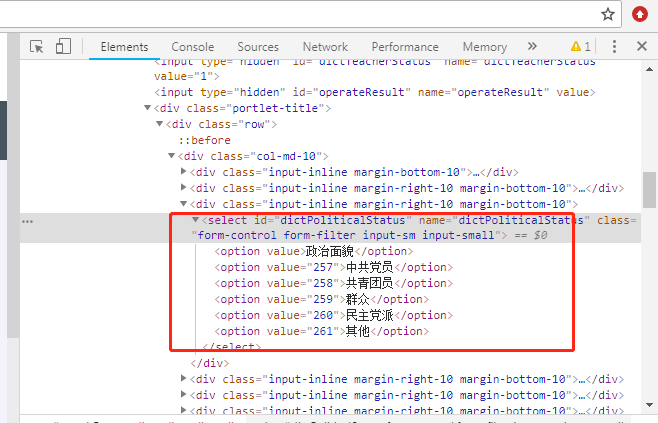 Elements Console Sources Network Performance Memory » 1
<input type="hidden" id="dictTeacherStatus" name="dictTeacherStatus"
value="1">
<input type="hidden" id="operateResult" name="operateResult" value>
<div class="portlet-title">
<div class="row">
::before
<div class="col-md-10">
<div class="input-inline margin-bottom-10">…</div>
<div class="input-inline margin-right-10 margin-bottom-10">…</div>
<div class="input-inline margin-right-10 margin-bottom-10">
<select id="dictPoliticalStatus" name="dictPoliticalStatus" class=
"form-control form-filter input-sm input-small"> == $0
<option value>政治面貌</option>
<option value="257">中共党员</option>
<option value="258">共青团员</option>
<option value="259">群众</option>
<option value="260">民主党派</option>
<option value="261">其他</option>
</select>
</div>
<div class="input-inline margin-right-10 margin-bottom-10">…</div>
<div class="input-inline margin-right-10 margin-bottom-10">…</div>
<div class="input-inline margin-right-10 margin-bottom-10">…</div>